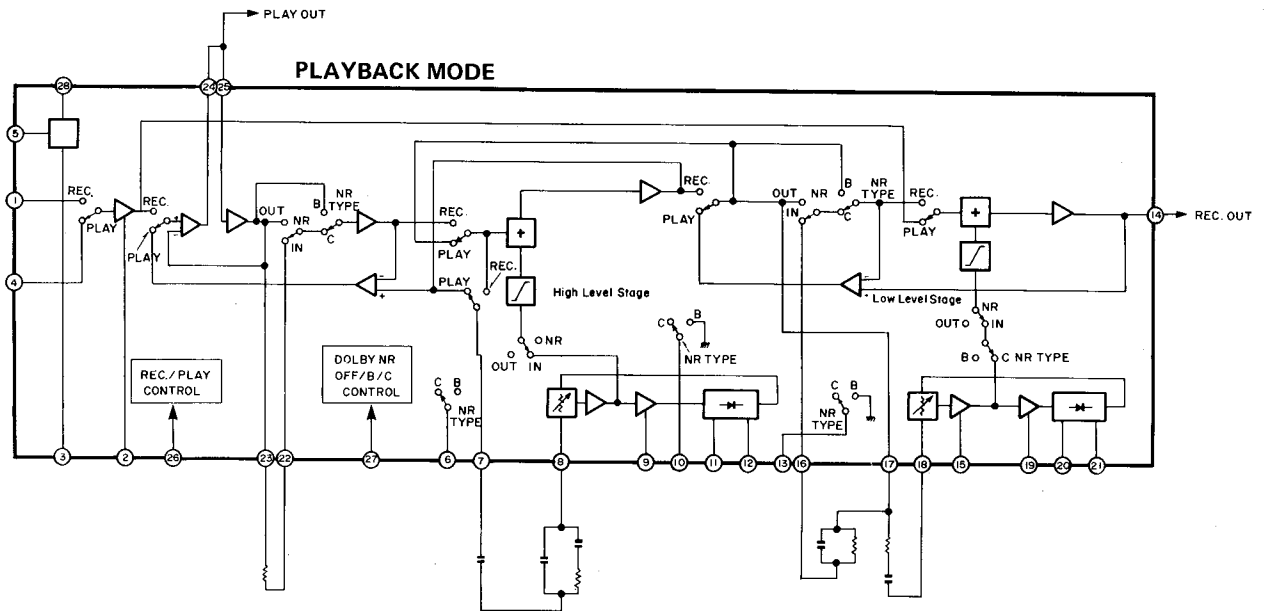 PLAY OUT
PLAYBACK MODE
28
24
25
5
1
REC.
PLAY
4
REC.
PLAY
+
-
OUT
NR
IN
B
NR
TYPE
C
REC.
PLAY
+
REC.
PLAY
-
+
High Level Stage
OUT
NR
IN
REC.
PLAY
OUT
NR
IN
B
NR
TYPE
C
REC.
PLAY
+
14
REC. OUT
-
+
Low Level Stage
NR
OUT
IN
B
C NR TYPE
REC./PLAY
CONTROL
DOLBY NR
OFF/B/C
CONTROL
C
B
NR
TYPE
C
B
NR TYPE
C
B
NR
TYPE
3
2
26
23
22
27
6
7
8
9
10
11
12
13
16
17
18
15
19
20
21